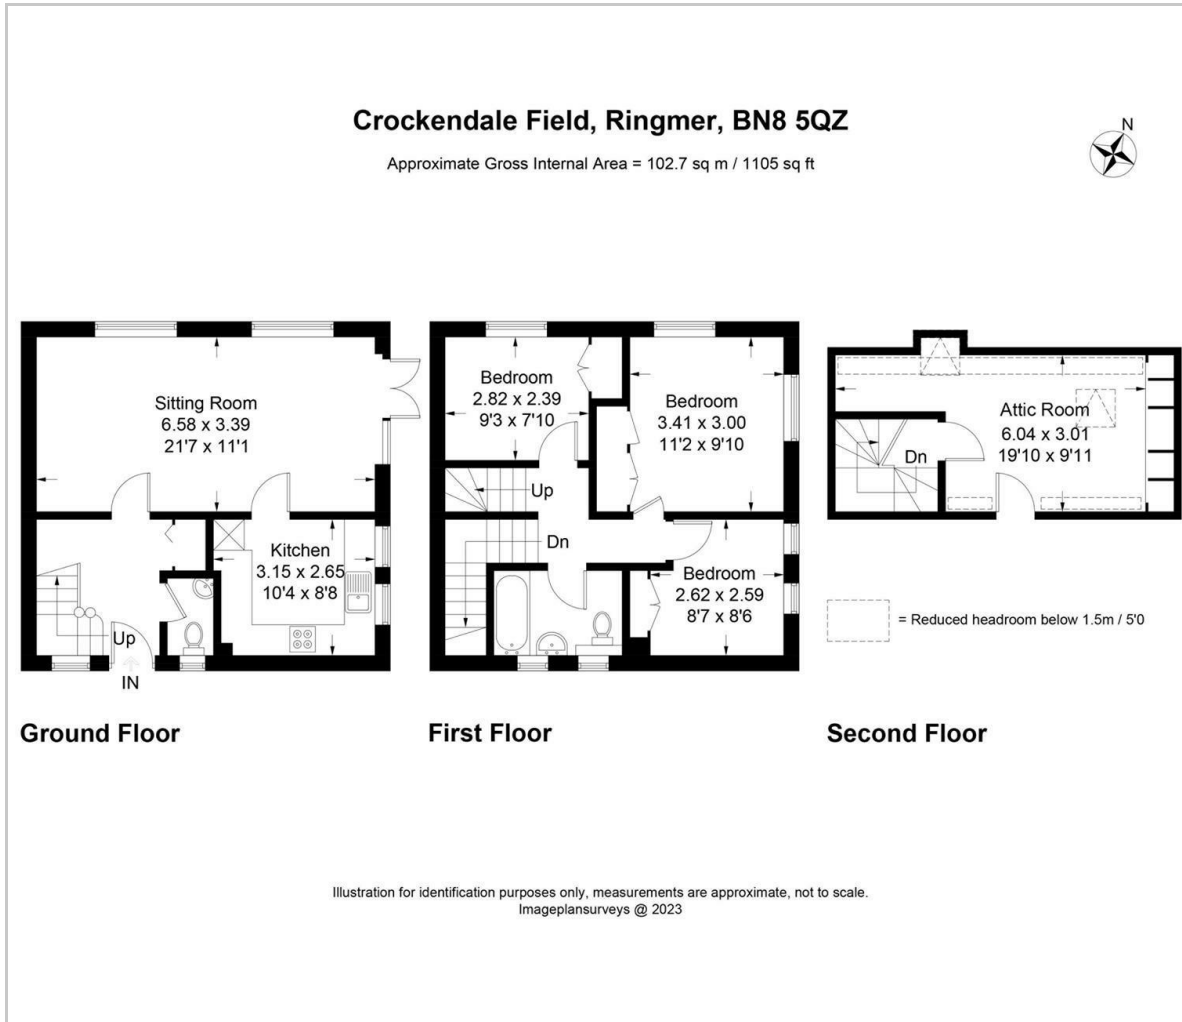 Crockendale Field, Ringmer, BN8 5QZ
Approximate Gross Internal Area = 102.7 sq m / 1105 sq ft
N
Sitting Room
6.58 x 3.39
21'7 x 11'1
Kitchen
3.15 x 2.65
10'4 x 8'8
Up
IN
Ground Floor
Bedroom
2.82 x 2.39
9'3 x 7'10
Bedroom
3.41 x 3.00
11'2 x 9'10
Up
Dn
Bedroom
2.62 x 2.59
8'7 x 8'6
First Floor
Attic Room
6.04 x 3.01
19'10 x 9'11
Dn
= Reduced headroom below 1.5m / 5'0
Second Floor
Illustration for identification purposes only, measurements are approximate, not to scale.
Imageplansurveys @ 2023